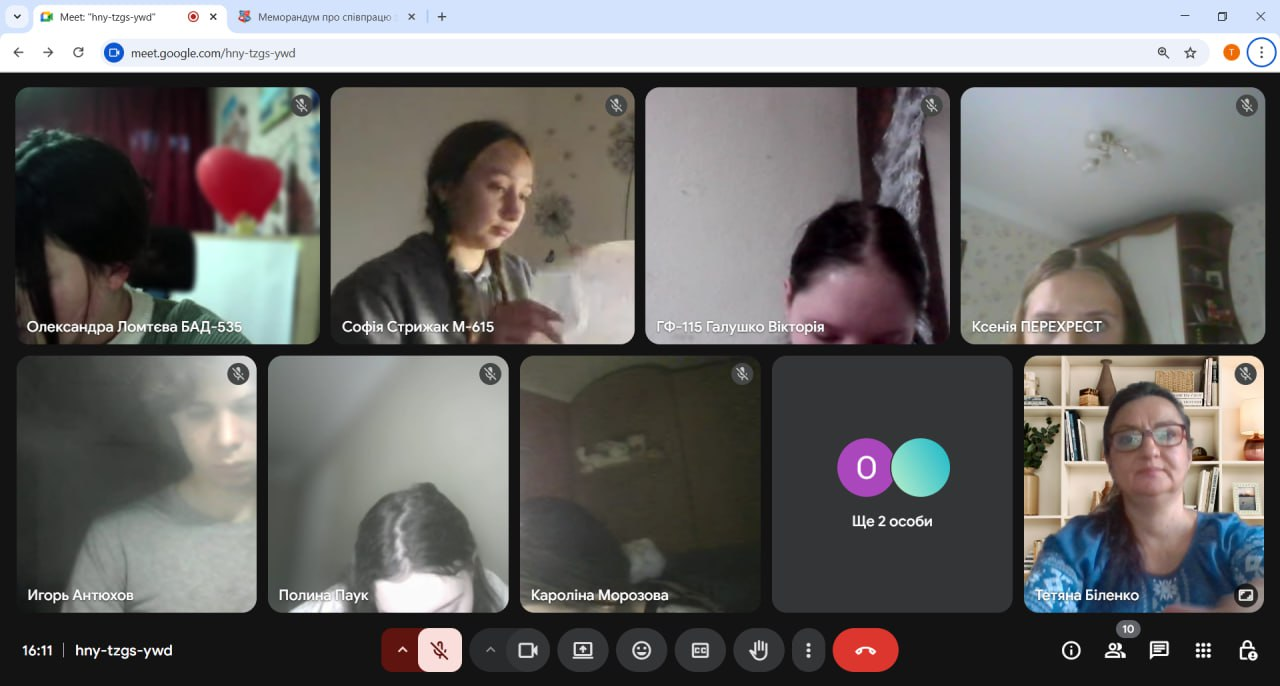 Meet: "hny-tzgs-ywd"
Меморандум про співпрацю
meet.google.com/hny-tzgs-ywd
T
Олександра Ломтєва БАД-535
Софія Стрижак М-615
ГФ-115 Галушко Вікторія
Ксенія ПЕРЕХРЕСТ
Игорь Антюхов
Полина Паук
Кароліна Морозова
О
Ще 2 особи
Тетяна Біленко
16:11
hny-tzgs-ywd
10